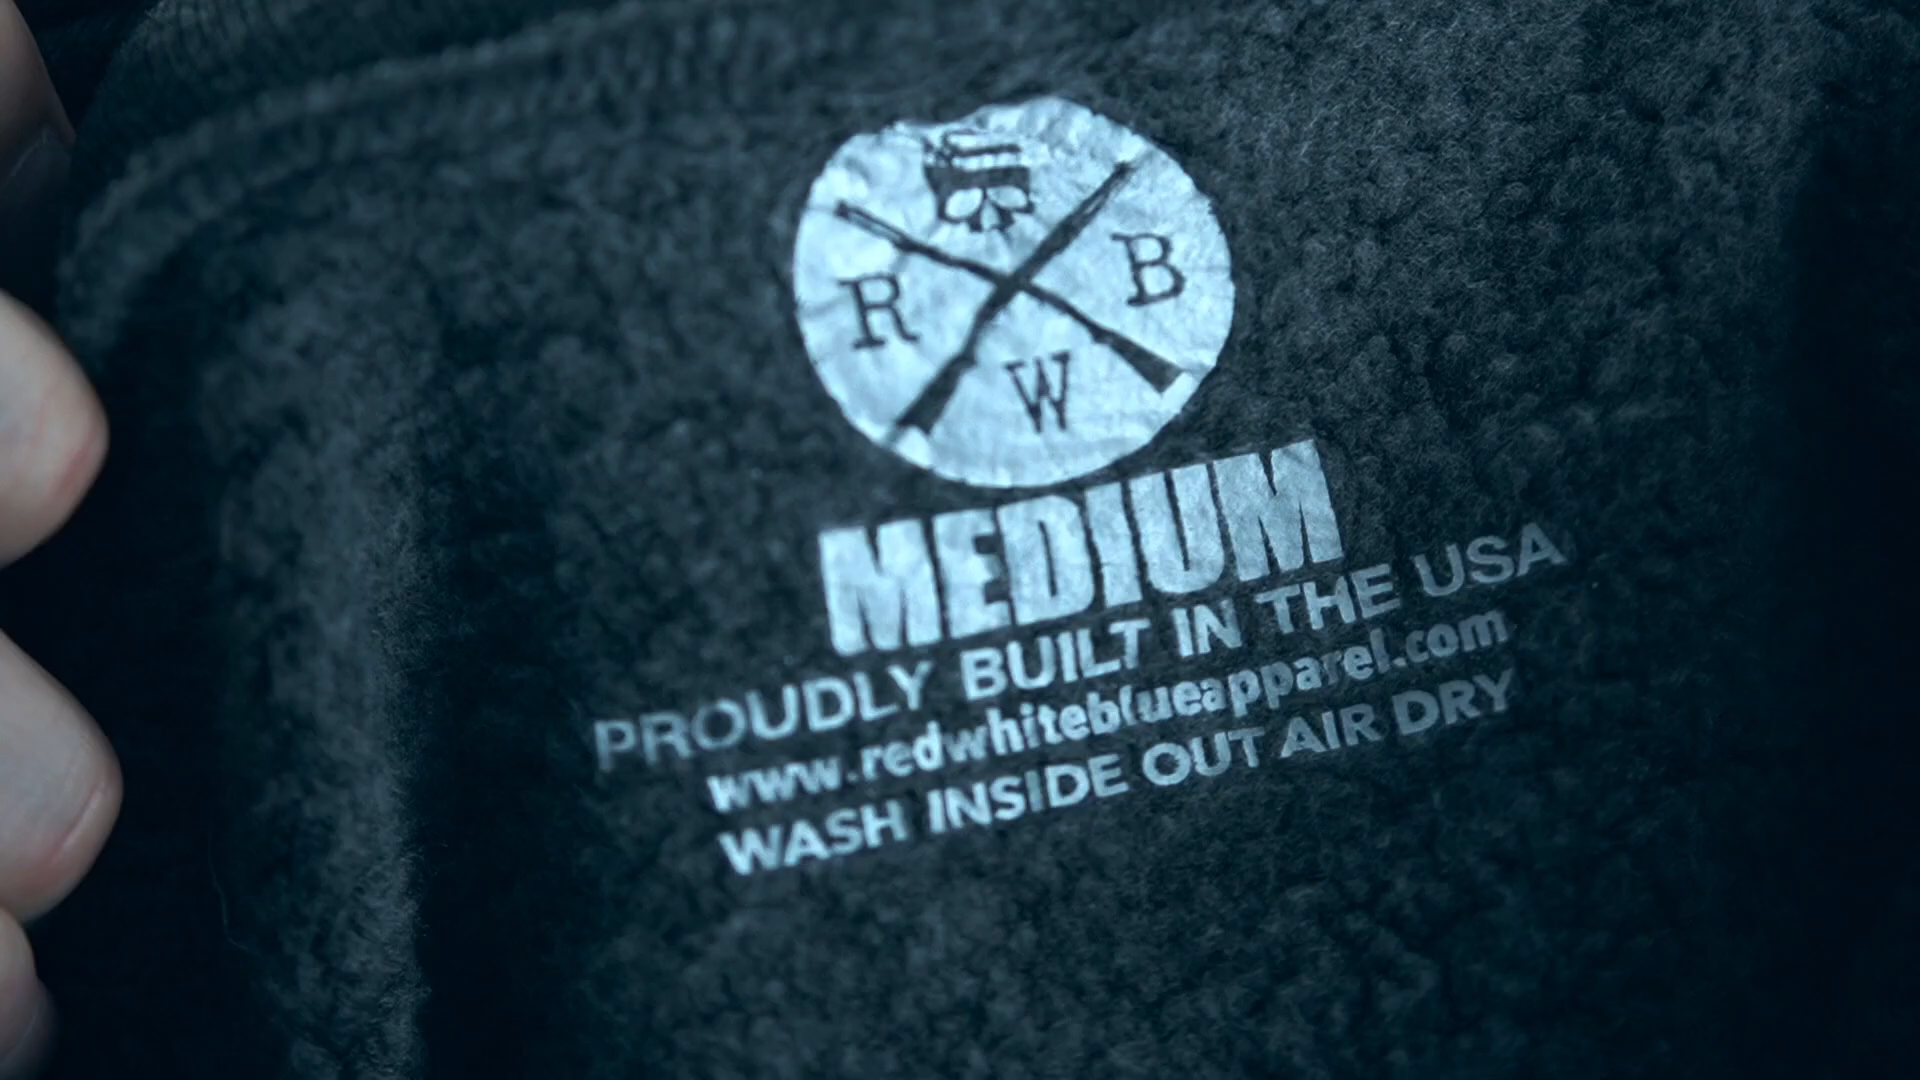 R B
W
MEDIUM
PROUDLY BUILT IN THE USA
www.redwhiteblueapparel.com
WASH INSIDE OUT AIR DRY